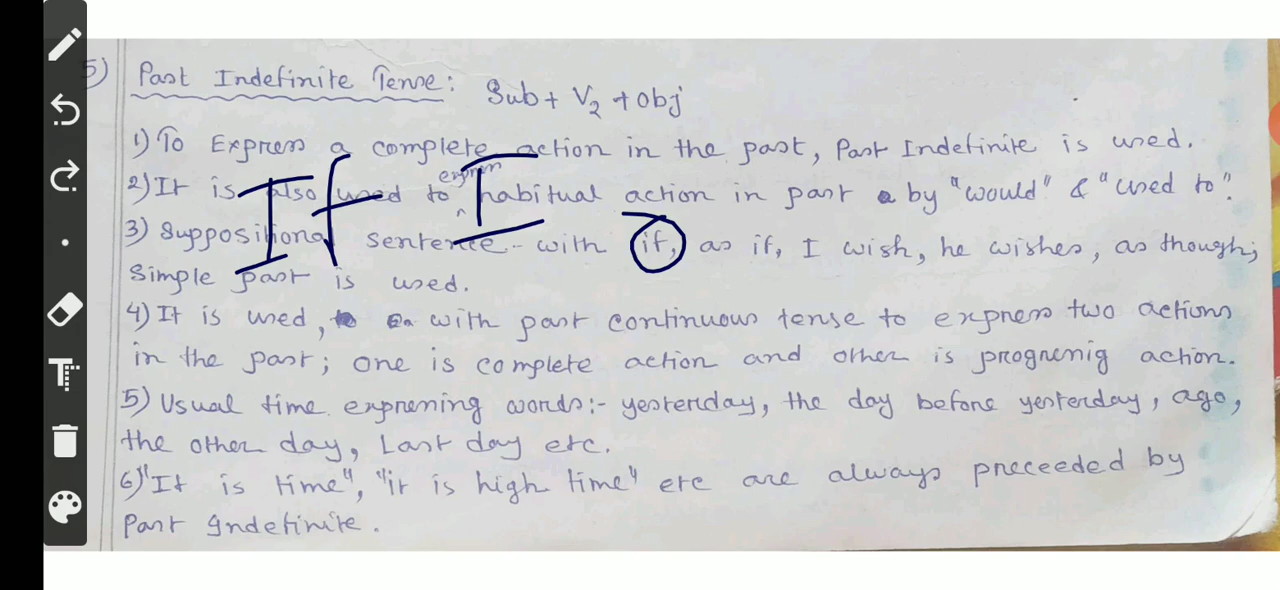 5) Past Indefinite Tense: Sub + V2 + Obj
1) To Express a complete action in the past, Past Indefinite is used.
2) It is also used to express habitual action in past by "would" & "used to".
If I
3) Suppositional sentence - with if, as if, I wish, he wishes, as though;
Simple past is used.
4) It is used, with past continuous tense to express two actions
in the past; one is complete action and other is progressing action.
5) Usual time expressing words:- yesterday, the day before yesterday, ago,
the other day, Last day etc.
6) "It is time", "it is high time" etc are always preceeded by
Past Indefinite.